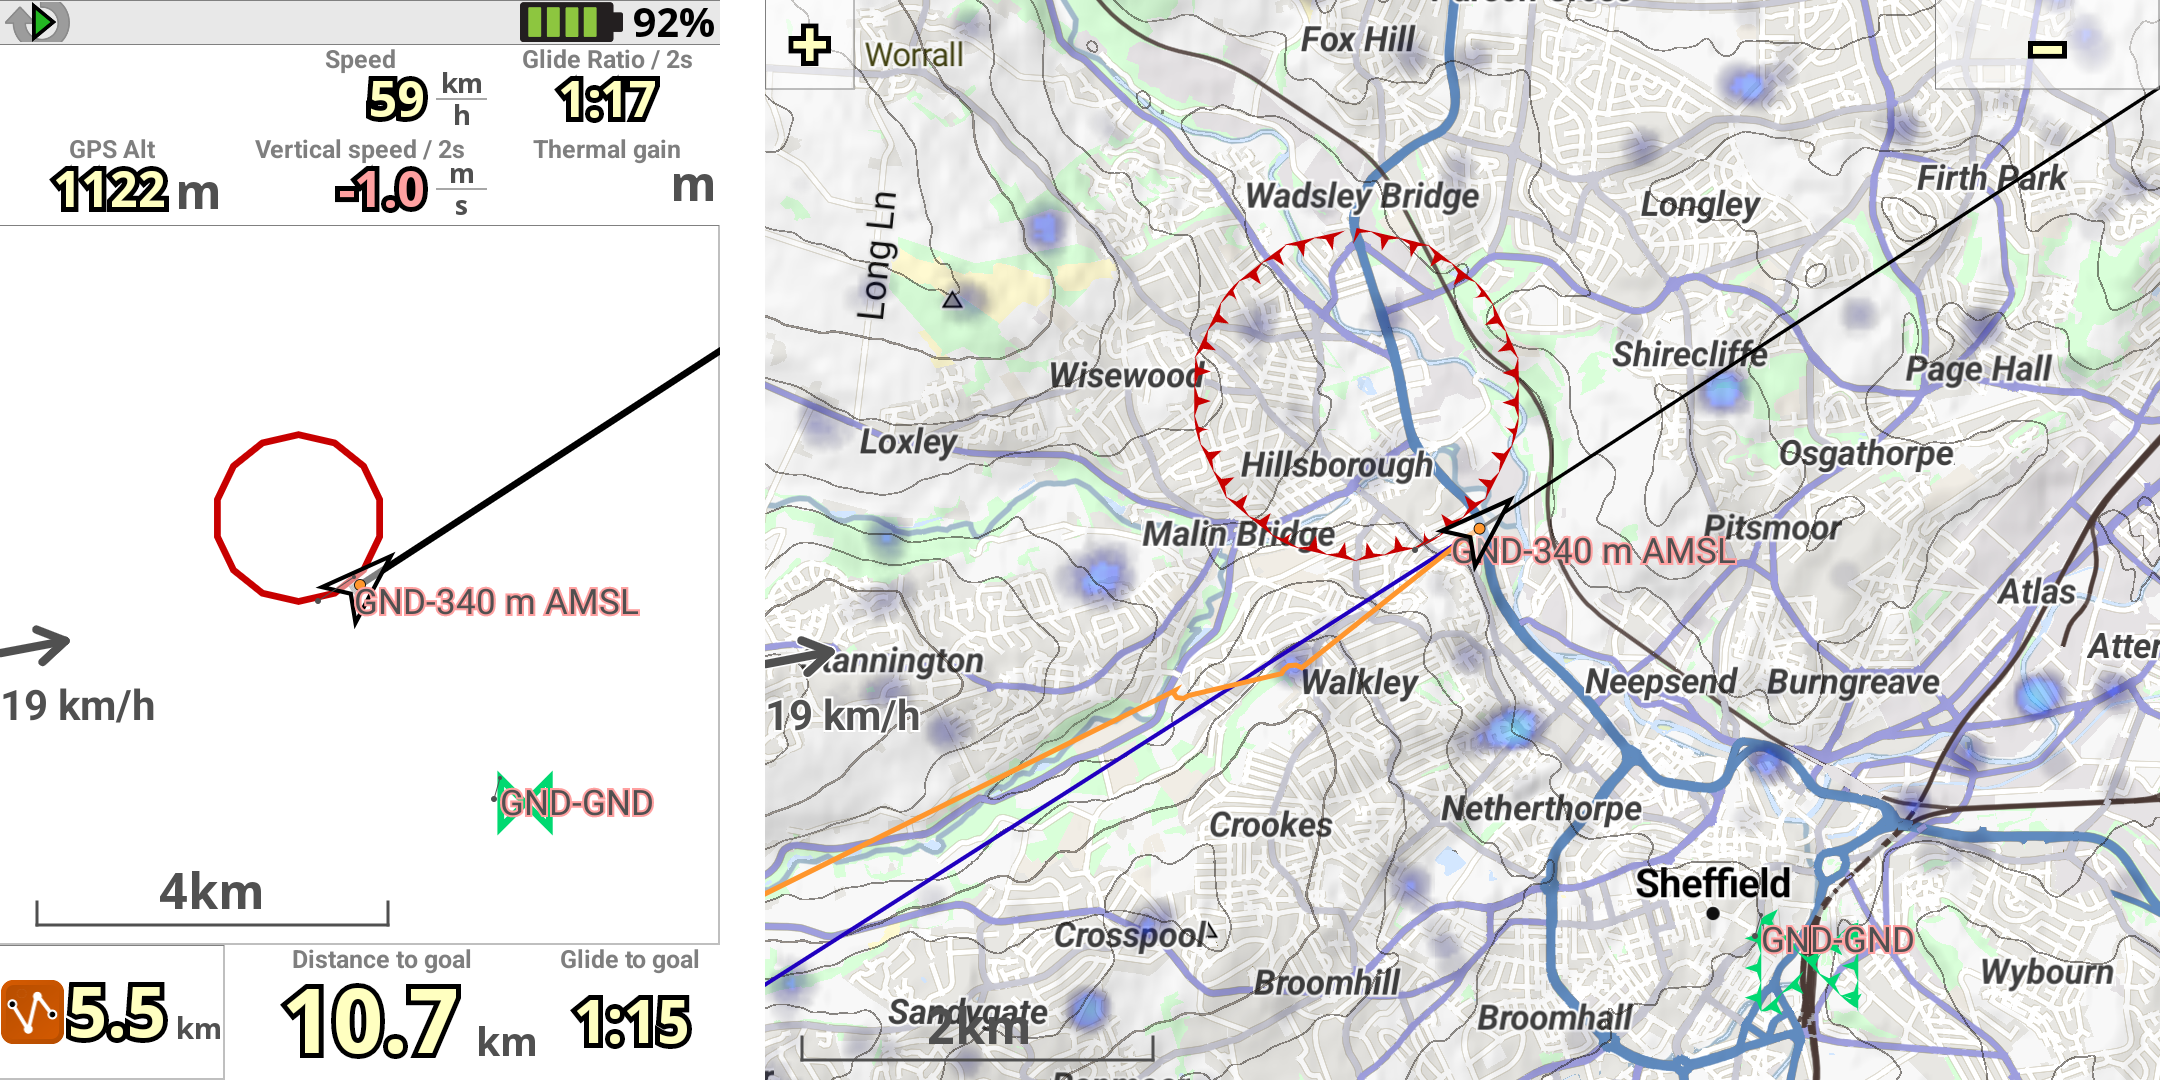 92%
Speed
59 km/h
Glide Ratio / 2s
1:17
GPS Alt
1122 m
Vertical speed / 2s
-1.0 m/s
Thermal gain
m
GND-340 m AMSL
19 km/h
GND-GND
4km
5.5 km
Distance to goal
10.7 km
Glide to goal
1:15
+
Worrall
Fox Hill
-
Wadsley Bridge
Longley
Firth Park
Long Ln
Wisewood
Shirecliffe
Page Hall
Loxley
Hillsborough
Osgathorpe
Malin Bridge
Pitsmoor
GND-340 m AMSL
Atlas
annington
Atter
Walkley
Neepsend
Burngreave
19 km/h
Netherthorpe
Crookes
Sheffield
Crosspool
GND-GND
Wybourn
Broomhill
Sandygate
Broomhall
2km